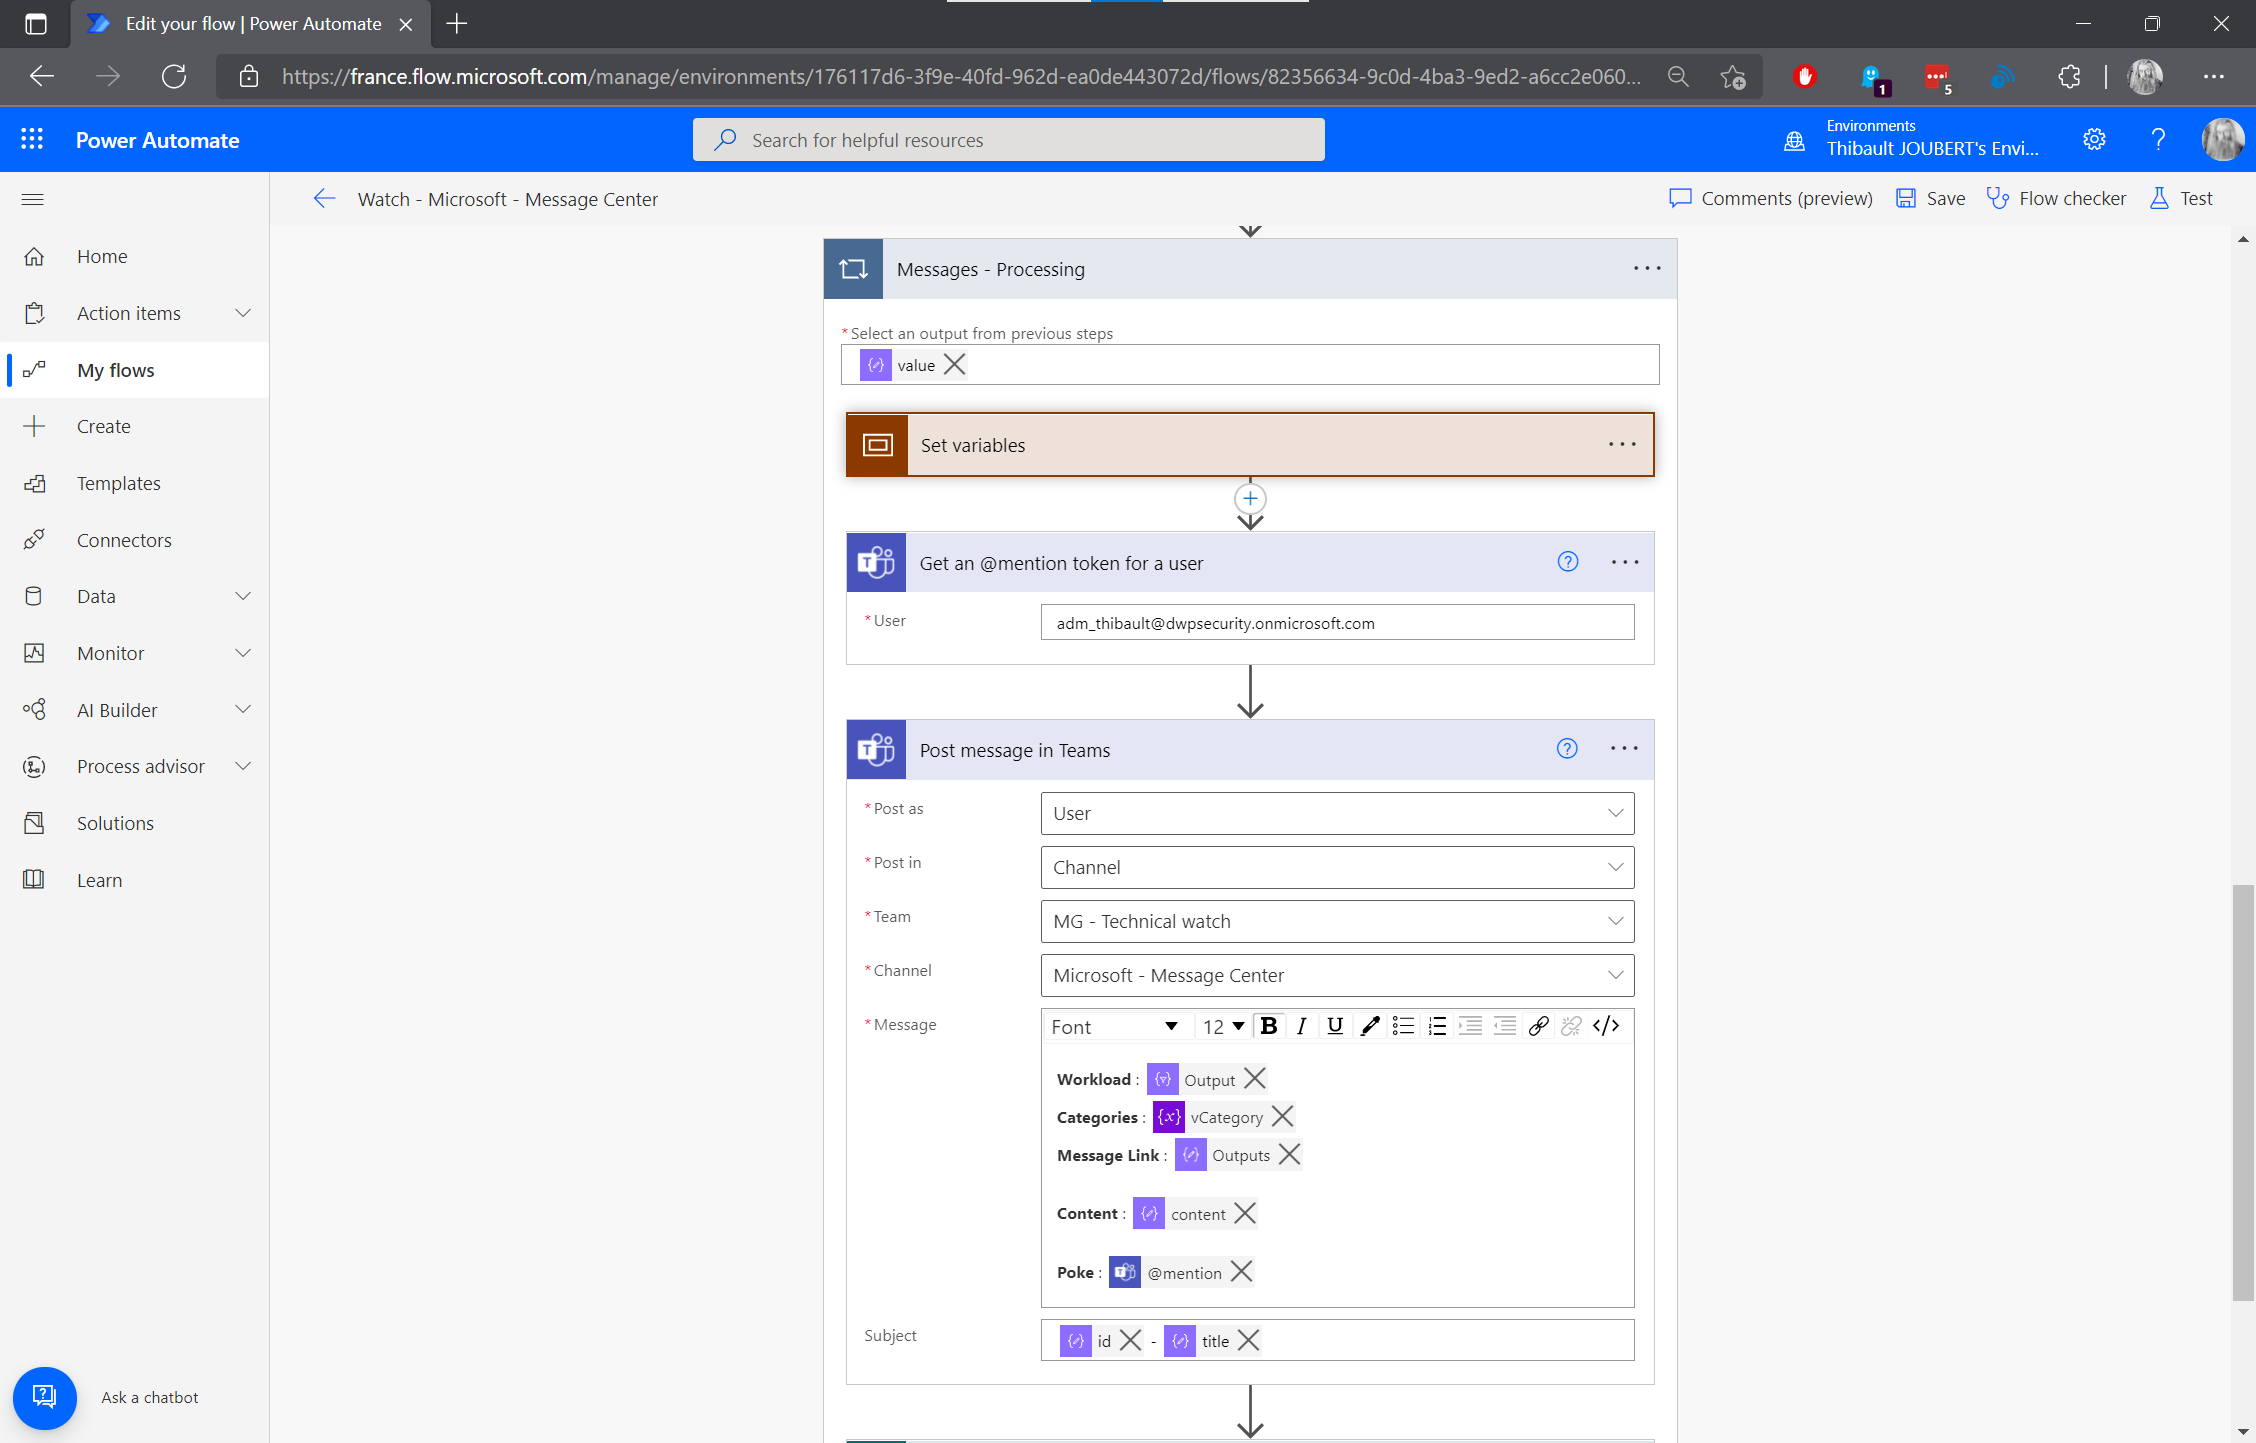 Edit your flow | Power Automate
https://france.flow.microsoft.com/manage/environments/176117d6-3f9e-40fd-962d-ea0de443072d/flows/82356634-9c0d-4ba3-9ed2-a6cc2e060...
1
5
Power Automate
Search for helpful resources
Environments
Thibault JOUBERT's Envi...
Watch - Microsoft - Message Center
Comments (preview)
Save
Flow checker
Test
Home
Action items
My flows
Create
Templates
Connectors
Data
Monitor
AI Builder
Process advisor
Solutions
Learn
Ask a chatbot
Messages - Processing
* Select an output from previous steps
value
Set variables
Get an @mention token for a user
* User
adm_thibault@dwpsecurity.onmicrosoft.com
Post message in Teams
* Post as
User
* Post in
Channel
* Team
MG - Technical watch
* Channel
Microsoft - Message Center
* Message
Font 12 B I U </>
Workload : Output
Categories : {x} vCategory
Message Link : Outputs
Content : content
Poke : @mention
Subject
id - title